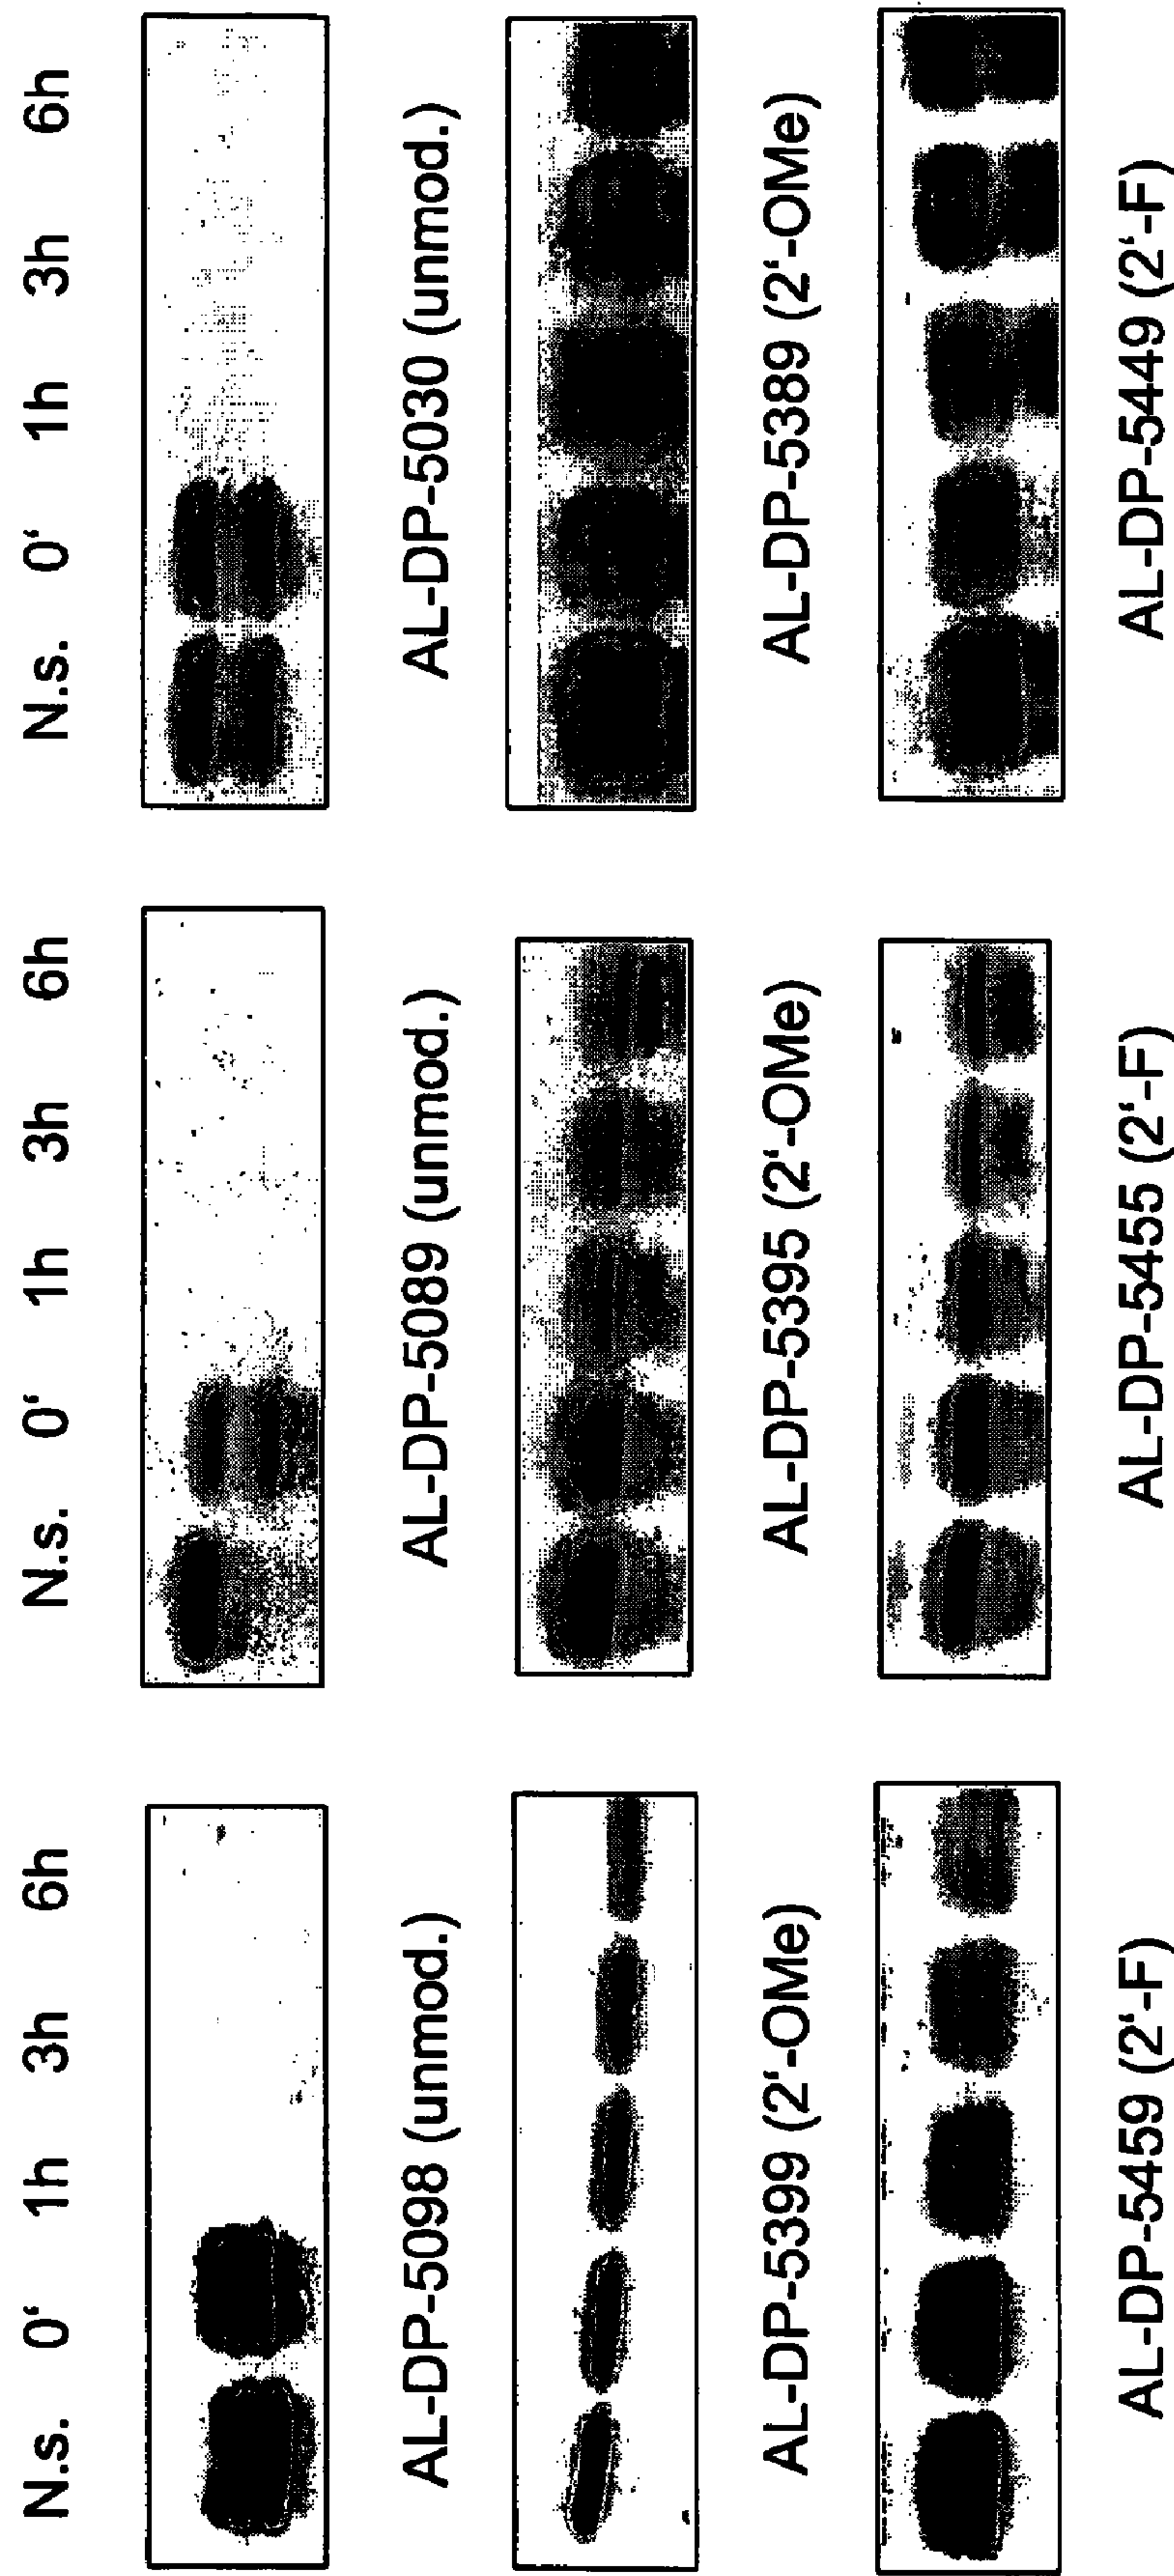 N.s. 0‘ 1h 3h 6h
N.s. 0‘ 1h 3h 6h
N.s. 0‘ 1h 3h 6h
AL-DP-5098 (unmod.)
AL-DP-5089 (unmod.)
AL-DP-5030 (unmod.)
AL-DP-5399 (2‘-OMe)
AL-DP-5395 (2‘-OMe)
AL-DP-5389 (2‘-OMe)
AL-DP-5459 (2‘-F)
AL-DP-5455 (2‘-F)
AL-DP-5449 (2‘-F)